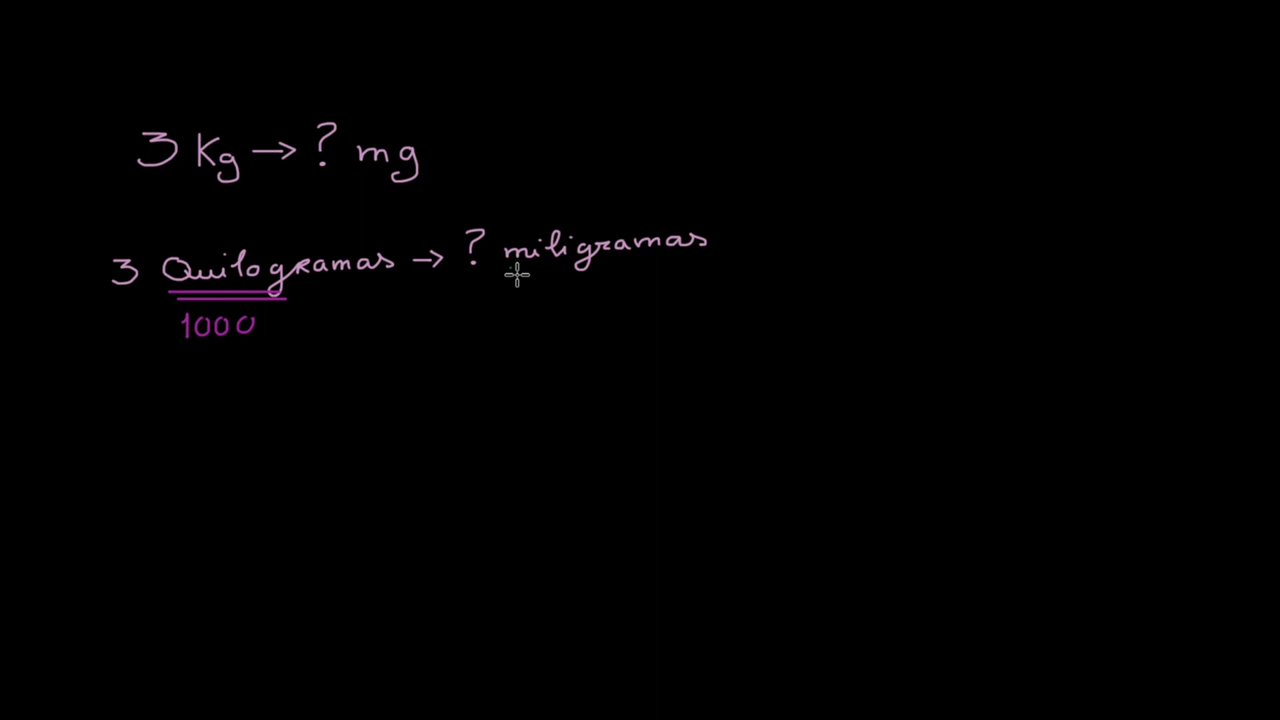 3 Kg → ? mg
3 Quilogramas → ? miligramas
1000